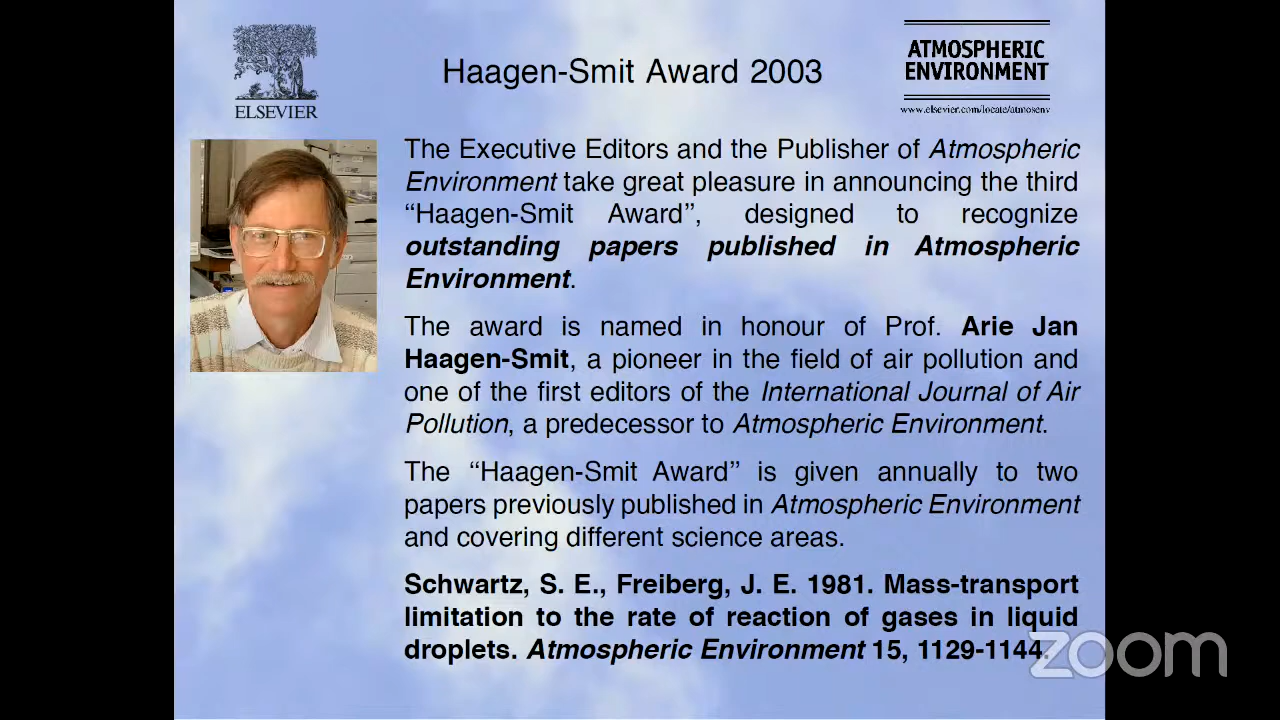 ELSEVIER
Haagen-Smit Award 2003
ATMOSPHERIC
ENVIRONMENT
www.elsevier.com/locate/atmosenv
The Executive Editors and the Publisher of Atmospheric
Environment take great pleasure in announcing the third
“Haagen-Smit Award”, designed to recognize
outstanding papers published in Atmospheric
Environment.
The award is named in honour of Prof. Arie Jan
Haagen-Smit, a pioneer in the field of air pollution and
one of the first editors of the International Journal of Air
Pollution, a predecessor to Atmospheric Environment.
The “Haagen-Smit Award” is given annually to two
papers previously published in Atmospheric Environment
and covering different science areas.
Schwartz, S. E., Freiberg, J. E. 1981. Mass-transport
limitation to the rate of reaction of gases in liquid
droplets. Atmospheric Environment 15, 1129-1144.
zoom